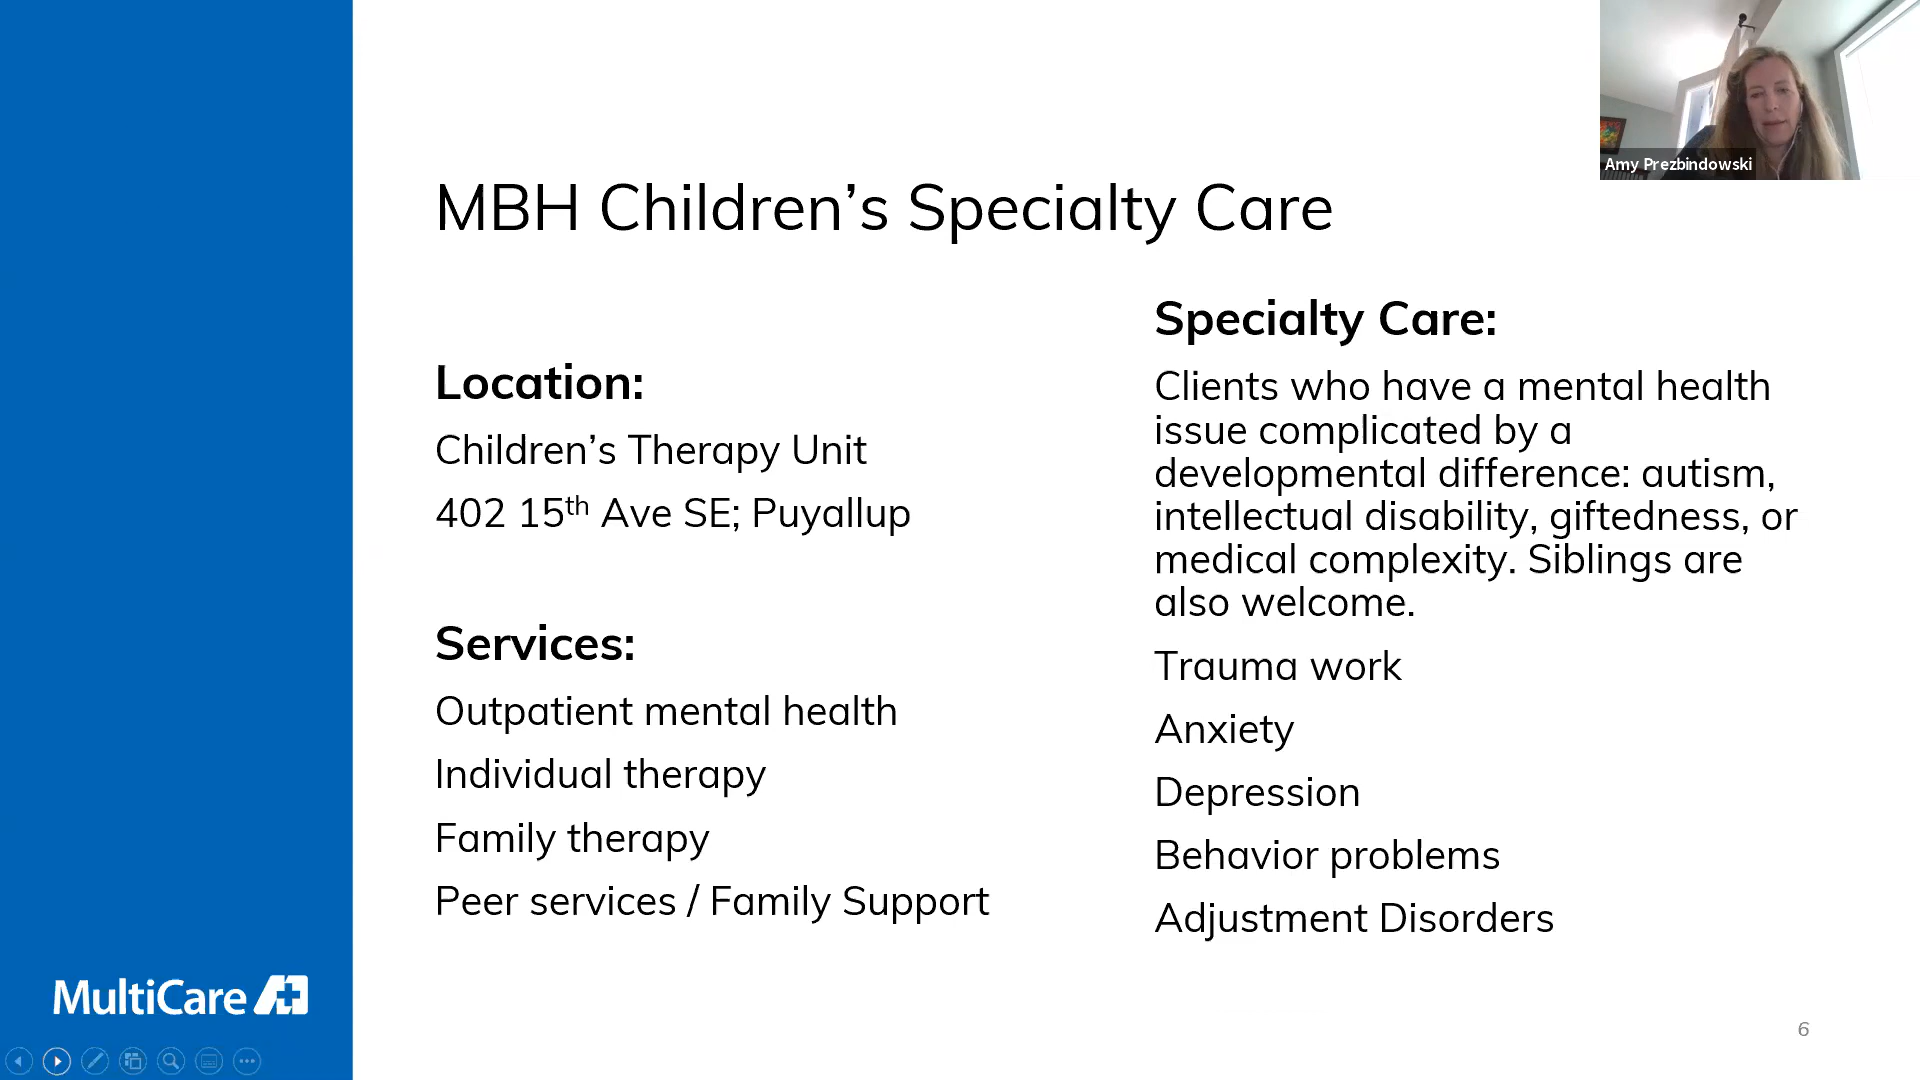 Amy Prezbindowski
MBH Children’s Specialty Care
Location:
Children’s Therapy Unit
402 15th Ave SE; Puyallup
Services:
Outpatient mental health
Individual therapy
Family therapy
Peer services / Family Support
Specialty Care:
Clients who have a mental health
issue complicated by a
developmental difference: autism,
intellectual disability, giftedness, or
medical complexity. Siblings are
also welcome.
Trauma work
Anxiety
Depression
Behavior problems
Adjustment Disorders
MultiCare
6